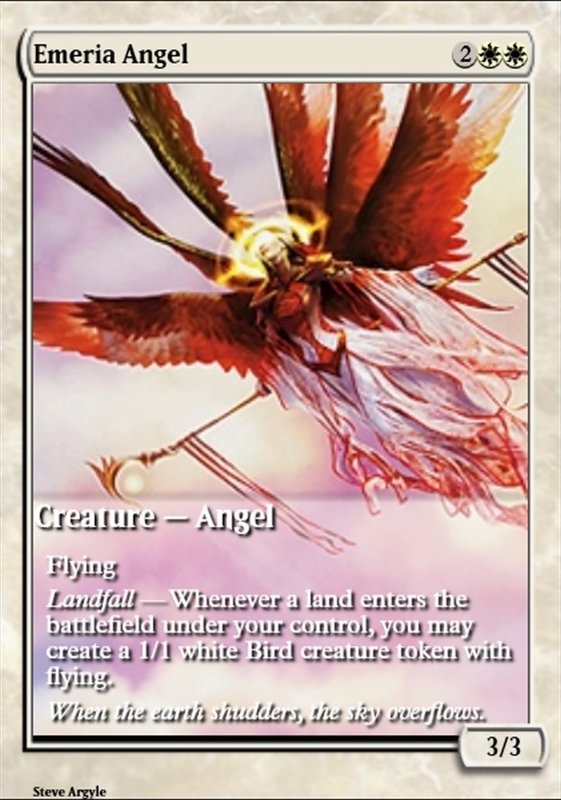 Emeria Angel 2
Creature — Angel
Flying
Landfall — Whenever a land enters the
battlefield under your control, you may
create a 1/1 white Bird creature token with
flying.
When the earth shudders, the sky overflows.
3/3
Steve Argyle